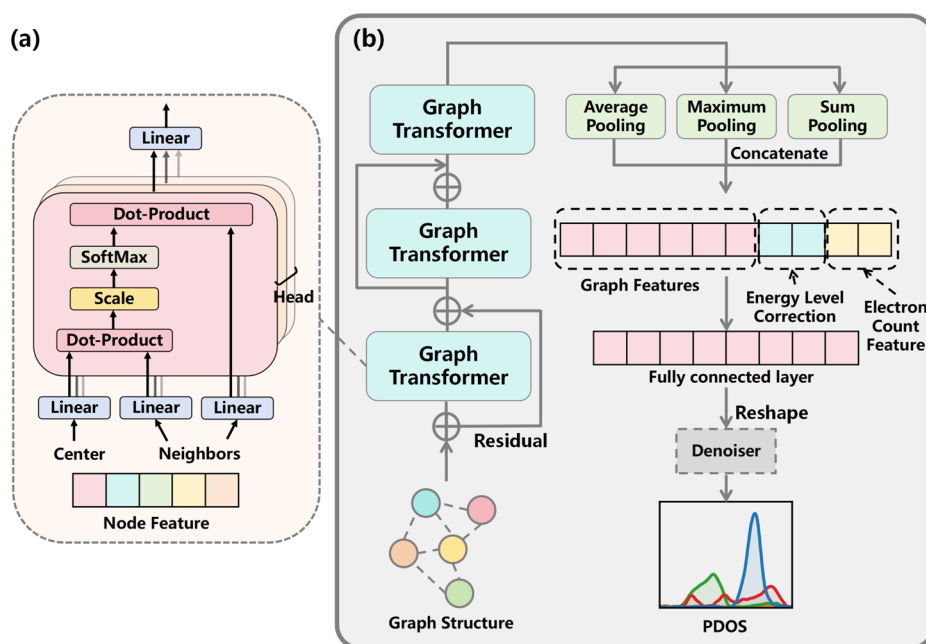 (a)
Linear
Dot-Product
SoftMax
Scale
Head
Dot-Product
Linear
Linear
Linear
Center
Neighbors
Node Feature
(b)
Graph
Transformer
Graph
Transformer
Graph
Transformer
Residual
Graph Structure
Average
Pooling
Maximum
Pooling
Sum
Pooling
Concatenate
Graph Features
Energy Level
Correction
Electron
Count
Feature
Fully connected layer
Reshape
Denoiser
PDOS